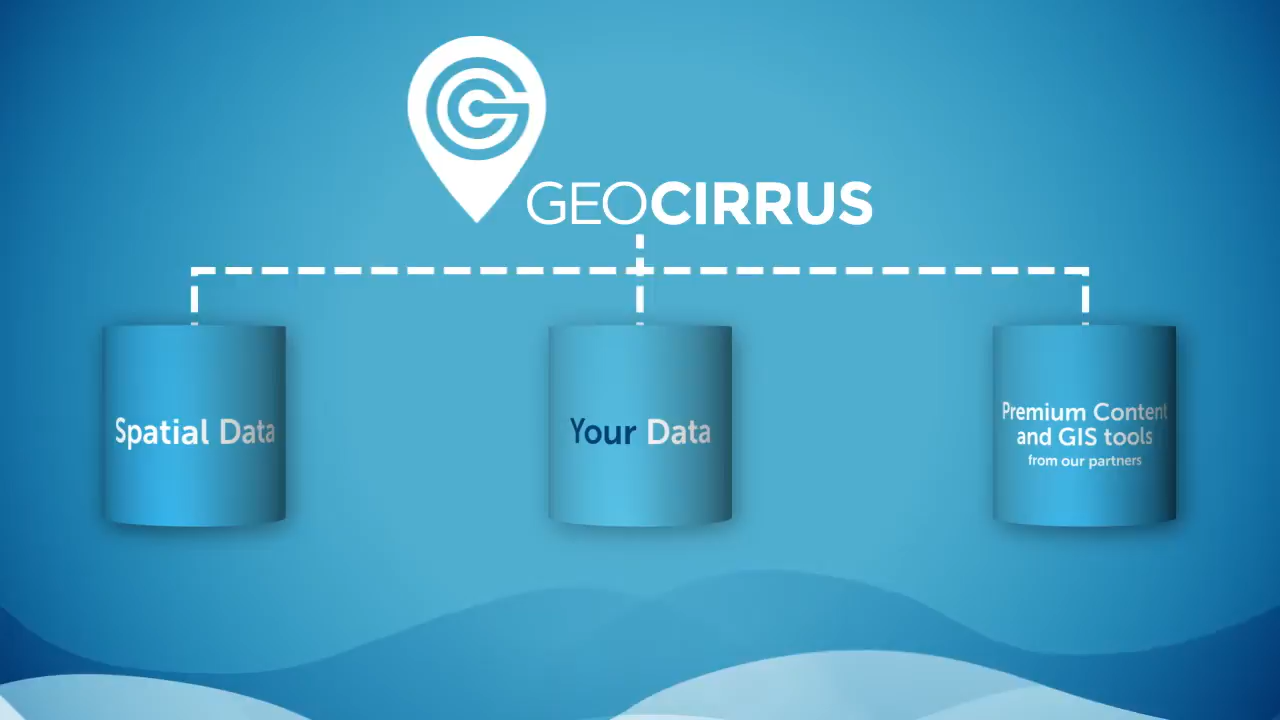 GEOCIRRUS
Spatial Data
Your Data
Premium Content
and GIS tools
from our partners